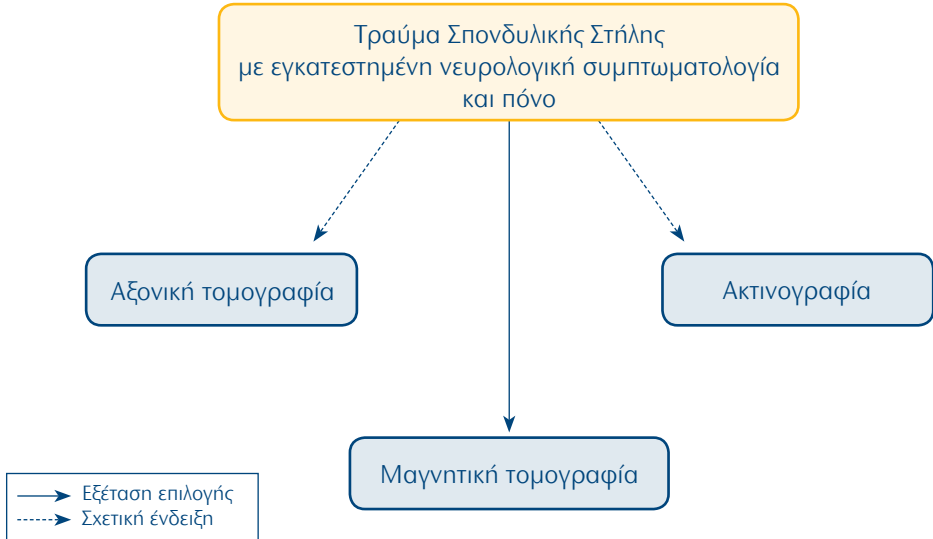 Τραύμα Σπονδυλικής Στήλης
με εγκατεστημένη νευρολογική συμπτωματολογία
και πόνο
Αξονική τομογραφία
Ακτινογραφία
Μαγνητική τομογραφία
Εξέταση επιλογής
Σχετική ένδειξη